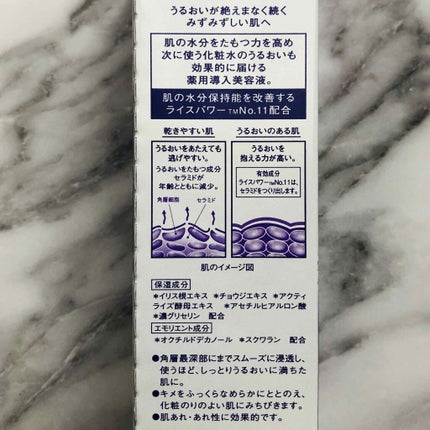 うるおいが絶えまなく続く
みずみずしい肌へ
肌の水分をたもつ力を高め
次に使う化粧水のうるおいも
効果的に届ける
薬用導入美容液。
肌の水分保持能を改善する
ライスパワー™No.11配合
乾きやすい肌
うるおいをあたえても
逃げやすい。
うるおいをたもつ成分
セラミドが
年齢とともに減少。
角層細胞 セラミド
うるおいのある肌
うるおいを
抱える力が高い。
有効成分
ライスパワー™No.11は、
セラミドをつくり出します。
肌のイメージ図
保湿成分
＊イリス根エキス ＊チョウジエキス ＊アクティ
ライズ酵母エキス ＊アセチルヒアルロン酸
＊濃グリセリン 配合
エモリエント成分
＊オクチルドデカノール ＊スクワラン 配合
●角層最深部にまでスムーズに浸透し、
使うほど、しっとりうるおいに満ちた
肌に。
●キメをふっくらなめらかにととのえ、
化粧のりのよい肌にみちびきます。
●肌あれ・あれ性に効果的です。